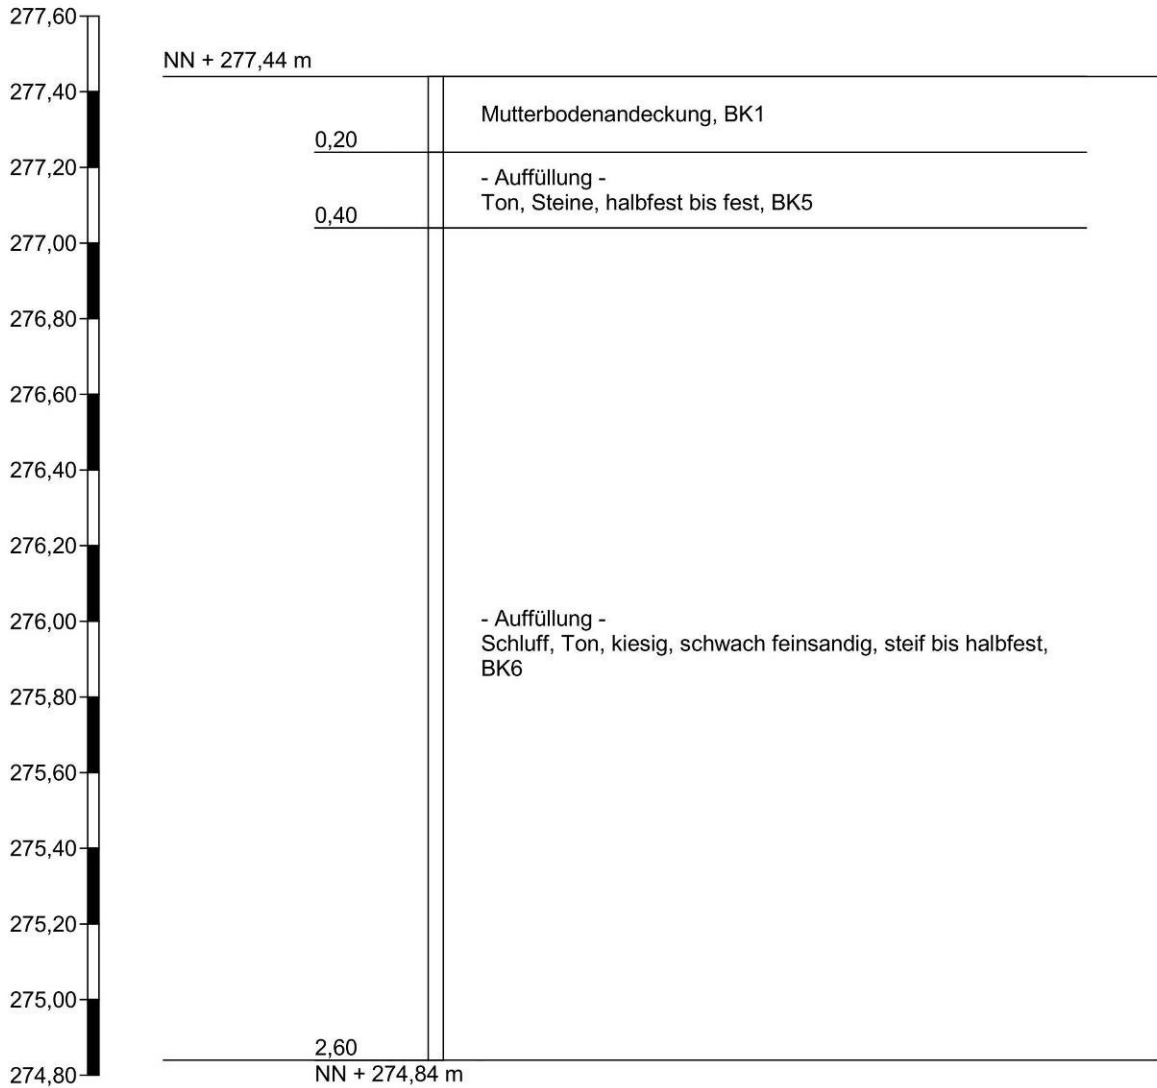 277,60
NN + 277,44 m
277,40
Mutterbodenandeckung, BK1
0,20
277,20
- Auffüllung -
Ton, Steine, halbfest bis fest, BK5
0,40
277,00
276,80
276,60
276,40
276,20
276,00
- Auffüllung -
Schluff, Ton, kiesig, schwach feinsandig, steif bis halbfest,
BK6
275,80
275,60
275,40
275,20
275,00
2,60
274,80
NN + 274,84 m